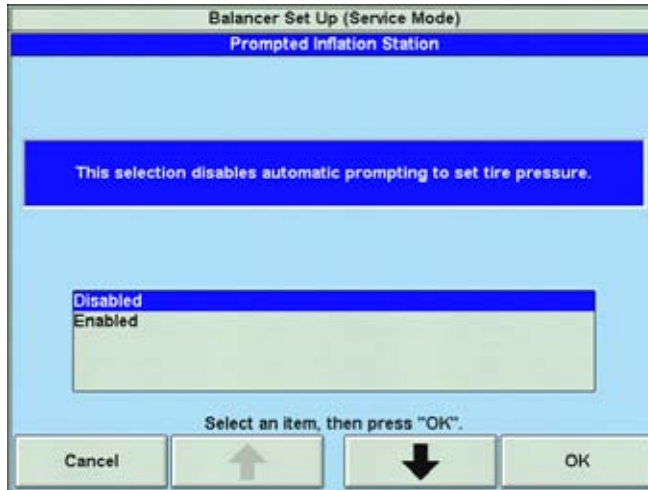 Balancer Set Up (Service Mode)
Prompted Inflation Station
This selection disables automatic prompting to set tire pressure.
Disabled
Enabled
Select an item, then press "OK".
Cancel
OK